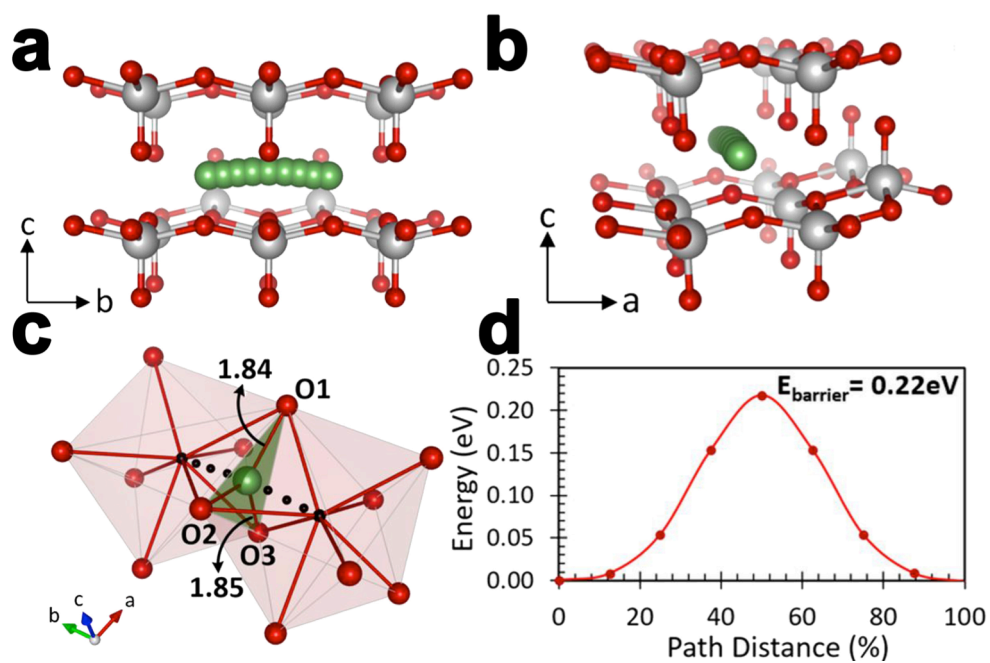 a
c
b
b
c
a
c
1.84
O1
O2
O3
1.85
b
c
a
d
E_barrier= 0.22eV
Energy (eV)
0.25
0.20
0.15
0.10
0.05
0.00
0 20 40 60 80 100
Path Distance (%)